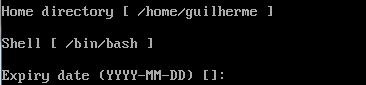 Home directory [ /home/guilherme ]
Shell [ /bin/bash ]
Expiry date (YYYY-MM-DD) []: